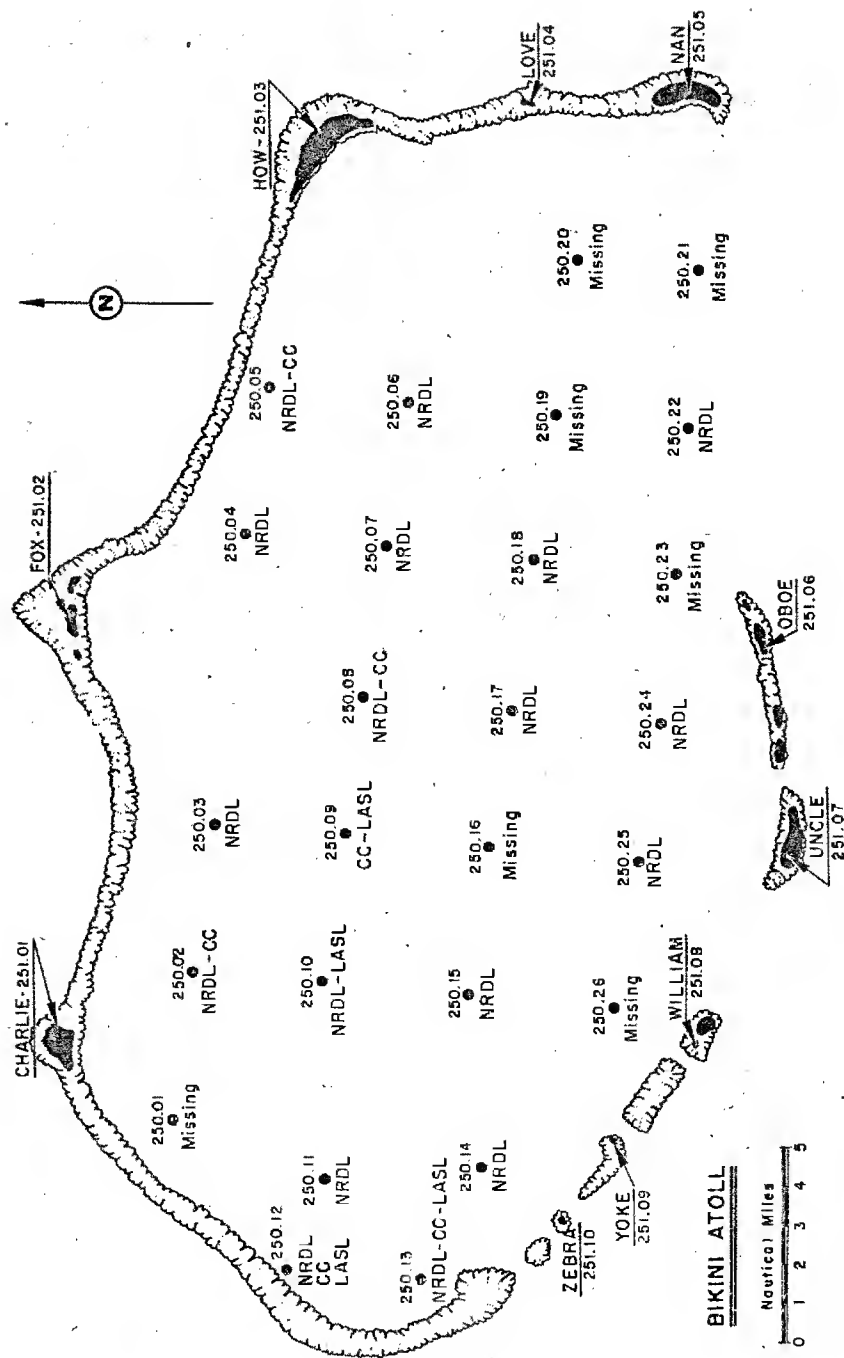 CHARLIE-251.01
FOX-251.02
HOW-251.03
LOVE
251.04
NAN
251.05
N
250.01
Missing
250.02
NRDL-CC
250.03
NRDL
250.04
NRDL
250.05
NRDL-CC
250.12
NRDL
CC
LASL
250.11
NRDL
250.10
NRDL-LASL
250.09
CC-LASL
250.08
NRDL-CC
250.07
NRDL
250.06
NRDL
250.13
NRDL-CC-LASL
250.14
NRDL
250.15
NRDL
250.16
Missing
250.17
NRDL
250.18
NRDL
250.19
Missing
250.20
Missing
250.26
Missing
250.25
NRDL
250.24
NRDL
250.23
Missing
250.22
NRDL
250.21
Missing
ZEBRA
251.10
YOKE
251.09
WILLIAM
251.08
UNCLE
251.07
OBOE
251.06
BIKINI ATOLL
Nautical Miles
0 1 2 3 4 5